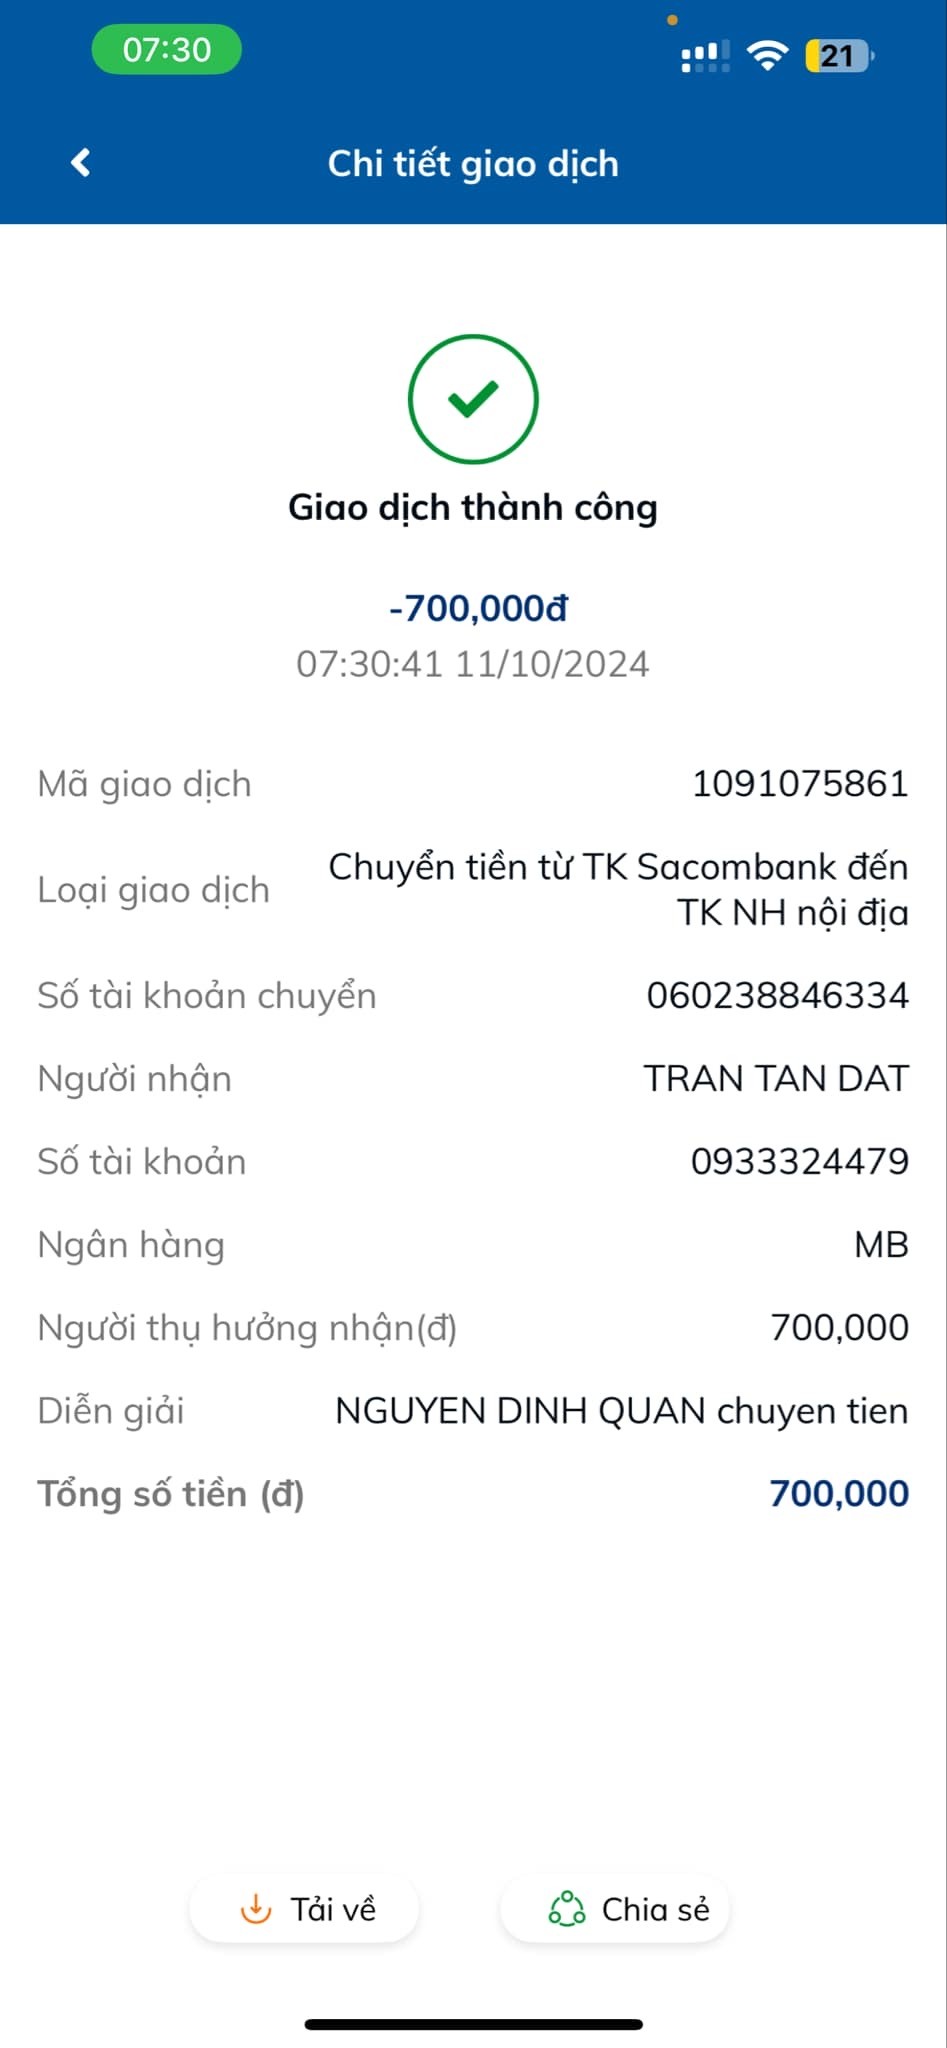 07:30
21
Chi tiết giao dịch
Giao dịch thành công
-700,000đ
07:30:41 11/10/2024
Mã giao dịch 1091075861
Loại giao dịch Chuyển tiền từ TK Sacombank đến
TK NH nội địa
Số tài khoản chuyển 060238846334
Người nhận TRAN TAN DAT
Số tài khoản 0933324479
Ngân hàng MB
Người thụ hưởng nhận(đ) 700,000
Diễn giải NGUYEN DINH QUAN chuyen tien
Tổng số tiền (đ) 700,000
Tải về Chia sẻ